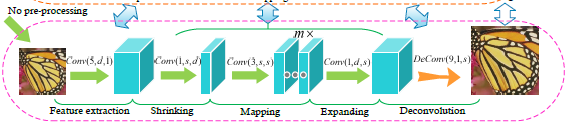 No pre-processing
m ×
Conv(5,d,1) Conv(1,s,d) Conv(3,s,s) Conv(1,d,s) DeConv(9,1,s)
Feature extraction Shrinking Mapping Expanding Deconvolution